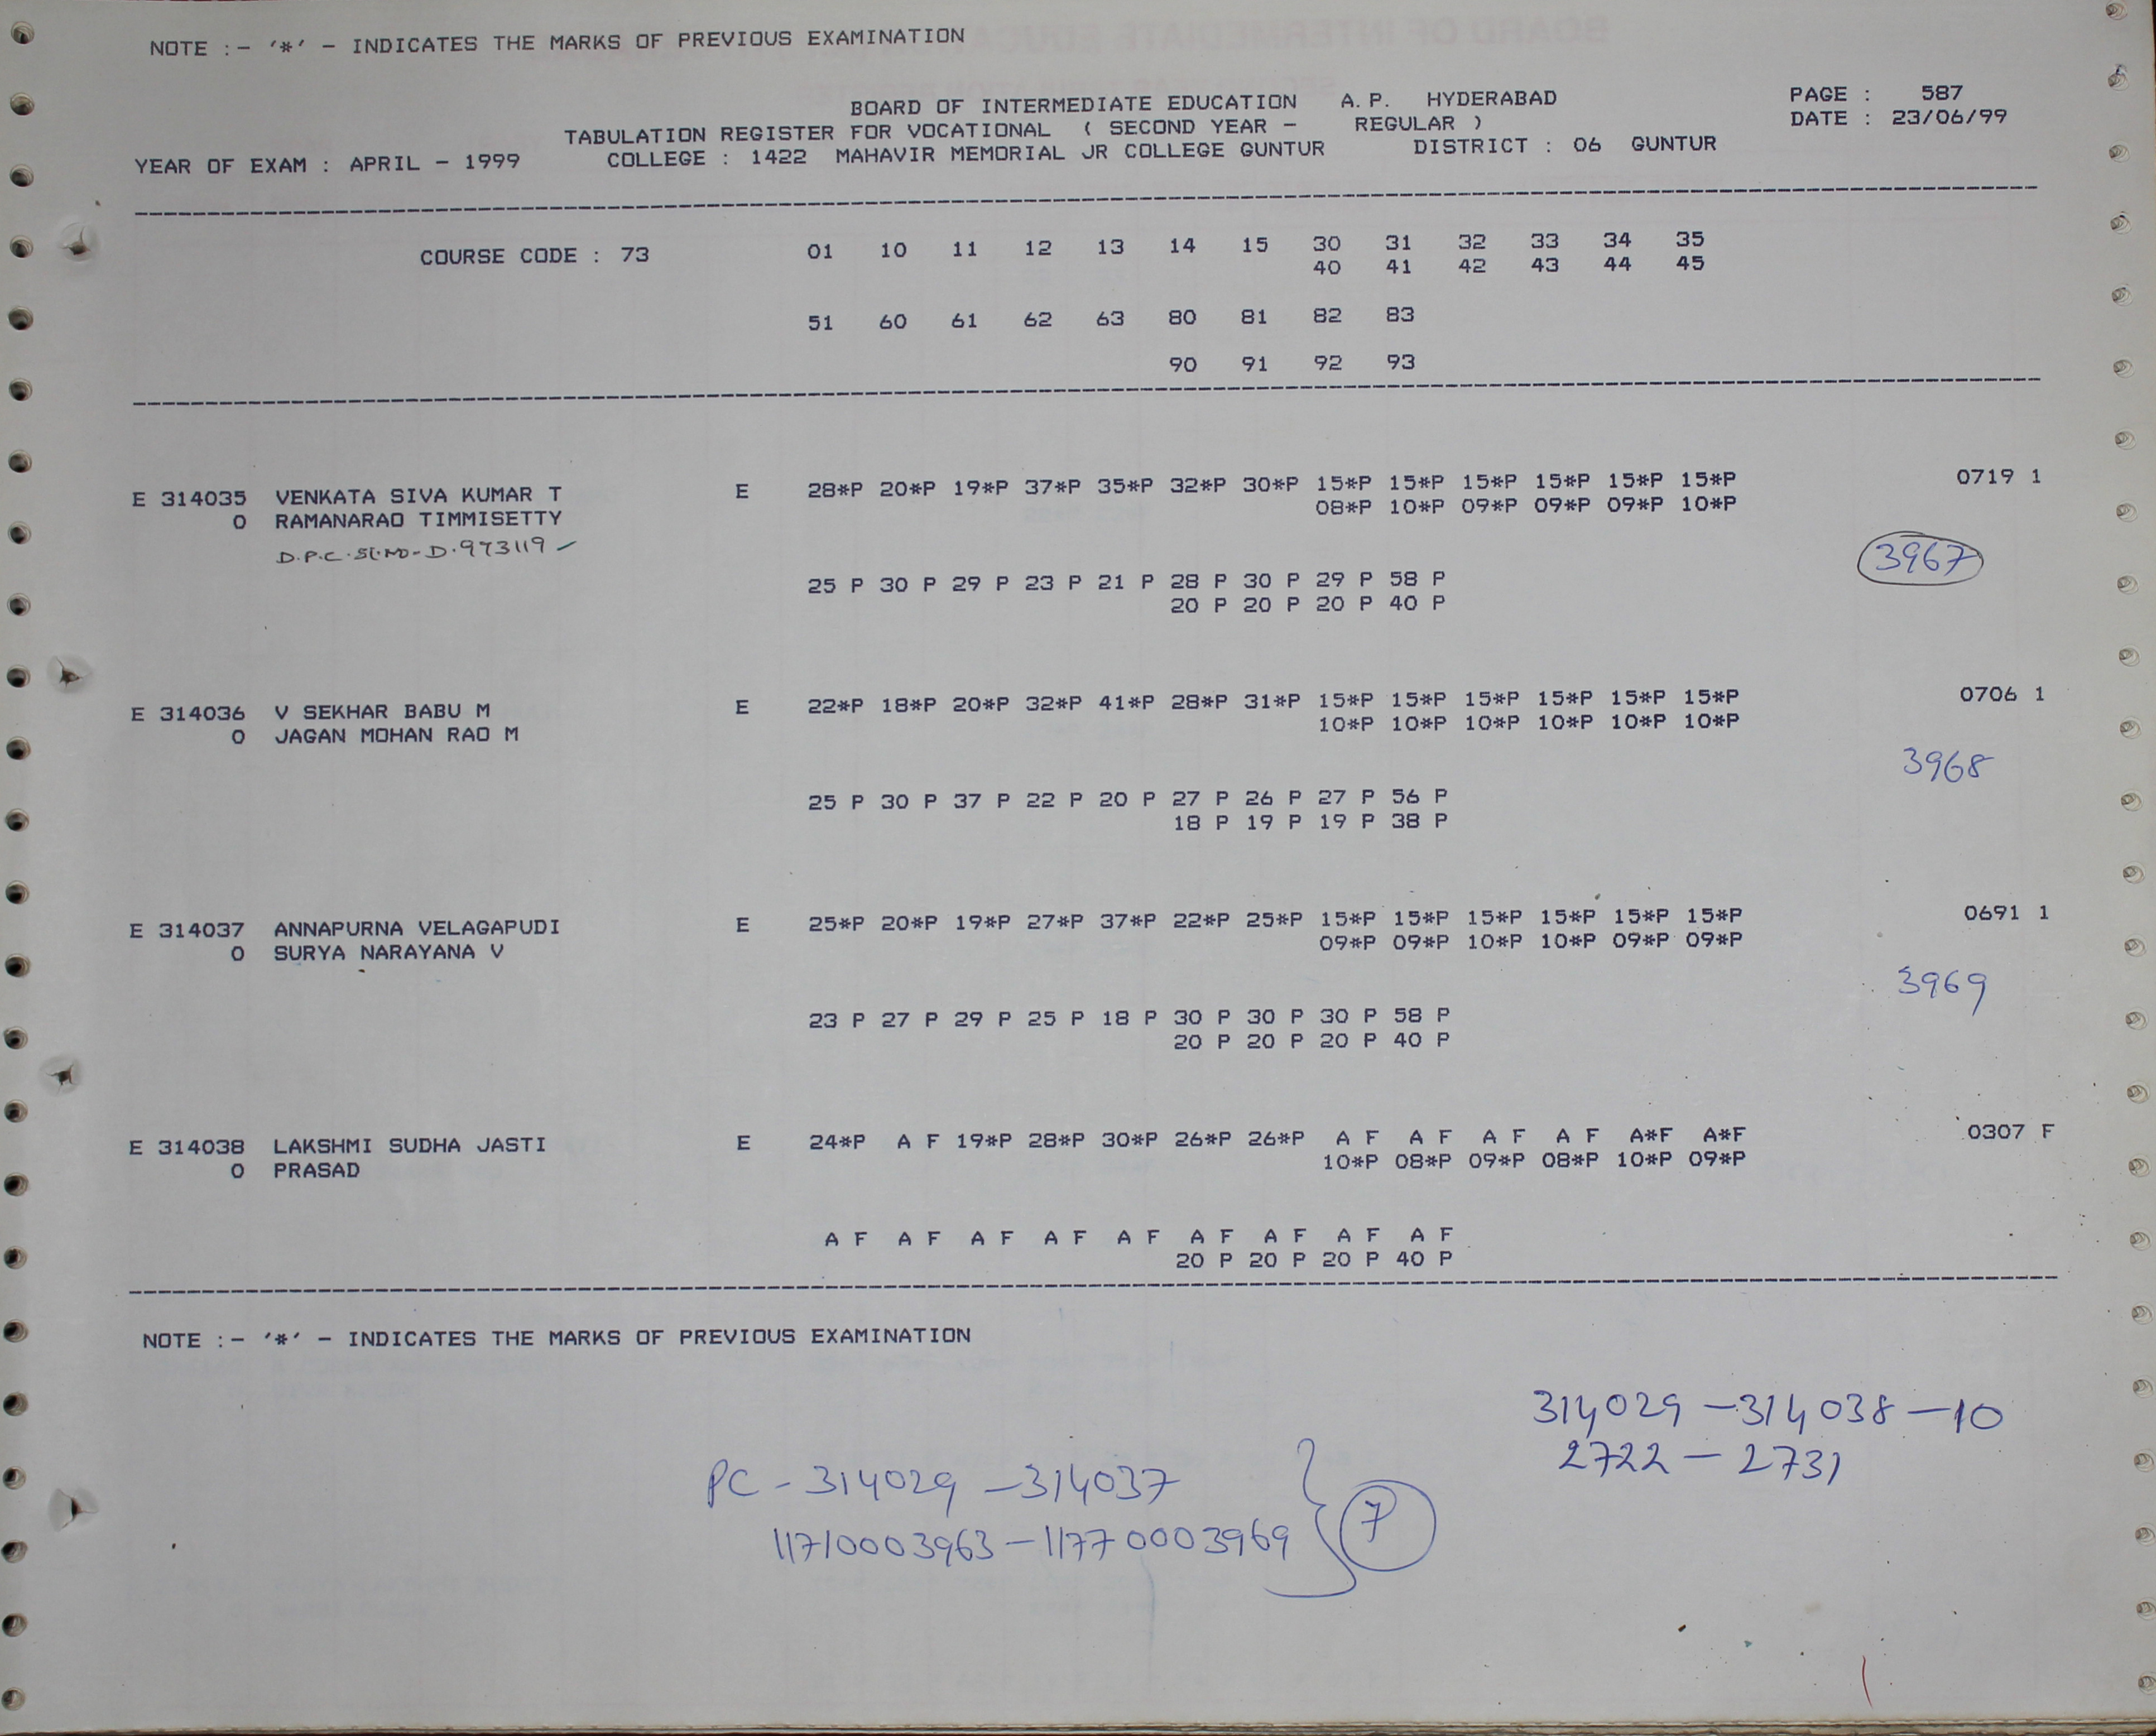 NOTE :- '*' - INDICATES THE MARKS OF PREVIOUS EXAMINATION
BOARD OF INTERMEDIATE EDUCATION A.P. HYDERABAD PAGE : 587
TABULATION REGISTER FOR VOCATIONAL ( SECOND YEAR - REGULAR ) DATE : 23/06/99
YEAR OF EXAM : APRIL - 1999 COLLEGE : 1422 MAHAVIR MEMORIAL JR COLLEGE GUNTUR DISTRICT : 06 GUNTUR
COURSE CODE : 73 01 10 11 12 13 14 15 30 31 32 33 34 35
40 41 42 43 44 45
51 60 61 62 63 80 81 82 83
90 91 92 93
E 314035 VENKATA SIVA KUMAR T E 28*P 20*P 19*P 37*P 35*P 32*P 30*P 15*P 15*P 15*P 15*P 15*P 15*P 0719 1
0 RAMANARAO TIMMISETTY 08*P 10*P 09*P 09*P 09*P 10*P
D.P.C.Sl.No-D.973119
3967
25 P 30 P 29 P 23 P 21 P 28 P 30 P 29 P 58 P
20 P 20 P 20 P 40 P
E 314036 V SEKHAR BABU M E 22*P 18*P 20*P 32*P 41*P 28*P 31*P 15*P 15*P 15*P 15*P 15*P 15*P 0706 1
0 JAGAN MOHAN RAO M 10*P 10*P 10*P 10*P 10*P 10*P
3968
25 P 30 P 37 P 22 P 20 P 27 P 26 P 27 P 56 P
18 P 19 P 19 P 38 P
E 314037 ANNAPURNA VELAGAPUDI E 25*P 20*P 19*P 27*P 37*P 22*P 25*P 15*P 15*P 15*P 15*P 15*P 15*P 0691 1
0 SURYA NARAYANA V 09*P 09*P 10*P 10*P 09*P 09*P
3969
23 P 27 P 29 P 25 P 18 P 30 P 30 P 30 P 58 P
20 P 20 P 20 P 40 P
E 314038 LAKSHMI SUDHA JASTI E 24*P A F 19*P 28*P 30*P 26*P 26*P A F A F A F A F A*F A*F 0307 F
0 PRASAD 10*P 08*P 09*P 08*P 10*P 09*P
A F A F A F A F A F A F A F A F A F
20 P 20 P 20 P 40 P
NOTE :- '*' - INDICATES THE MARKS OF PREVIOUS EXAMINATION
314029 - 314038 - 10
2722 - 2731
PC - 314029 - 314037
11710003963 - 11770003969 7